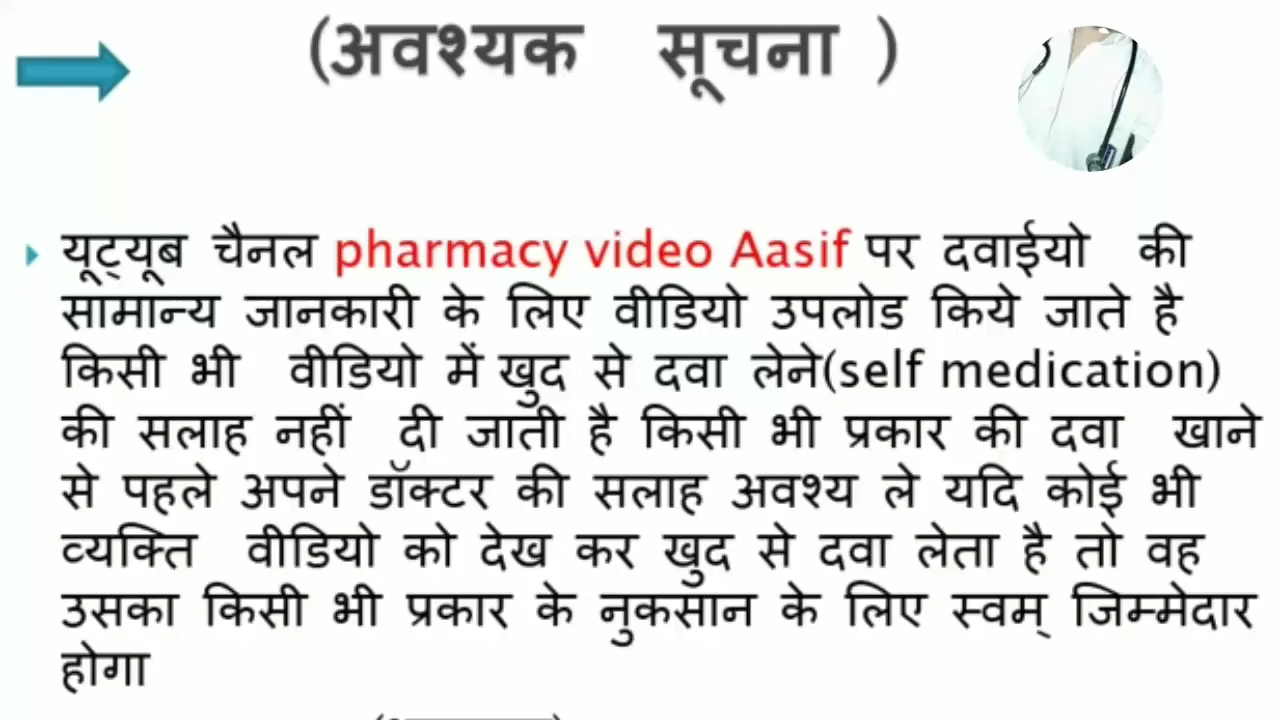 (अवश्यक सूचना )
यूट्यूब चैनल pharmacy video Aasif पर दवाईयो की
सामान्य जानकारी के लिए वीडियो उपलोड किये जाते है
किसी भी वीडियो में खुद से दवा लेने(self medication)
की सलाह नहीं दी जाती है किसी भी प्रकार की दवा खाने
से पहले अपने डॉक्टर की सलाह अवश्य ले यदि कोई भी
व्यक्ति वीडियो को देख कर खुद से दवा लेता है तो वह
उसका किसी भी प्रकार के नुकसान के लिए स्वम् जिम्मेदार
होगा